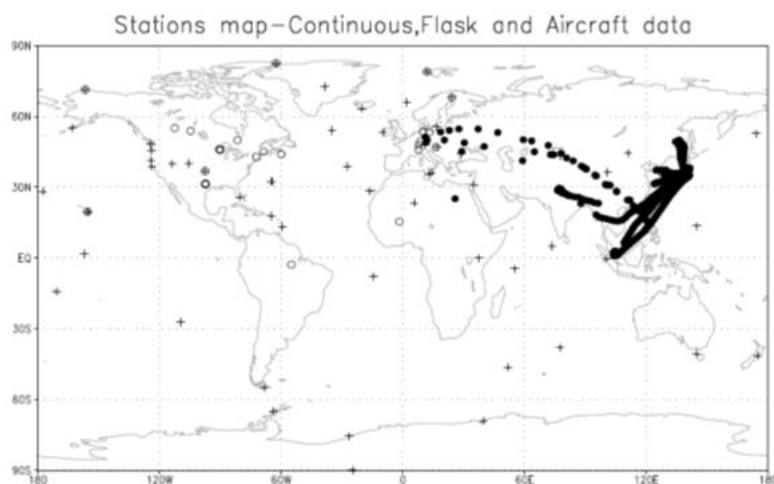 Stations map-Continuous,Flask and Aircraft data
90N
60N
30N
EQ
30S
60S
90S
180 120W 60W 0 60E 120E 180